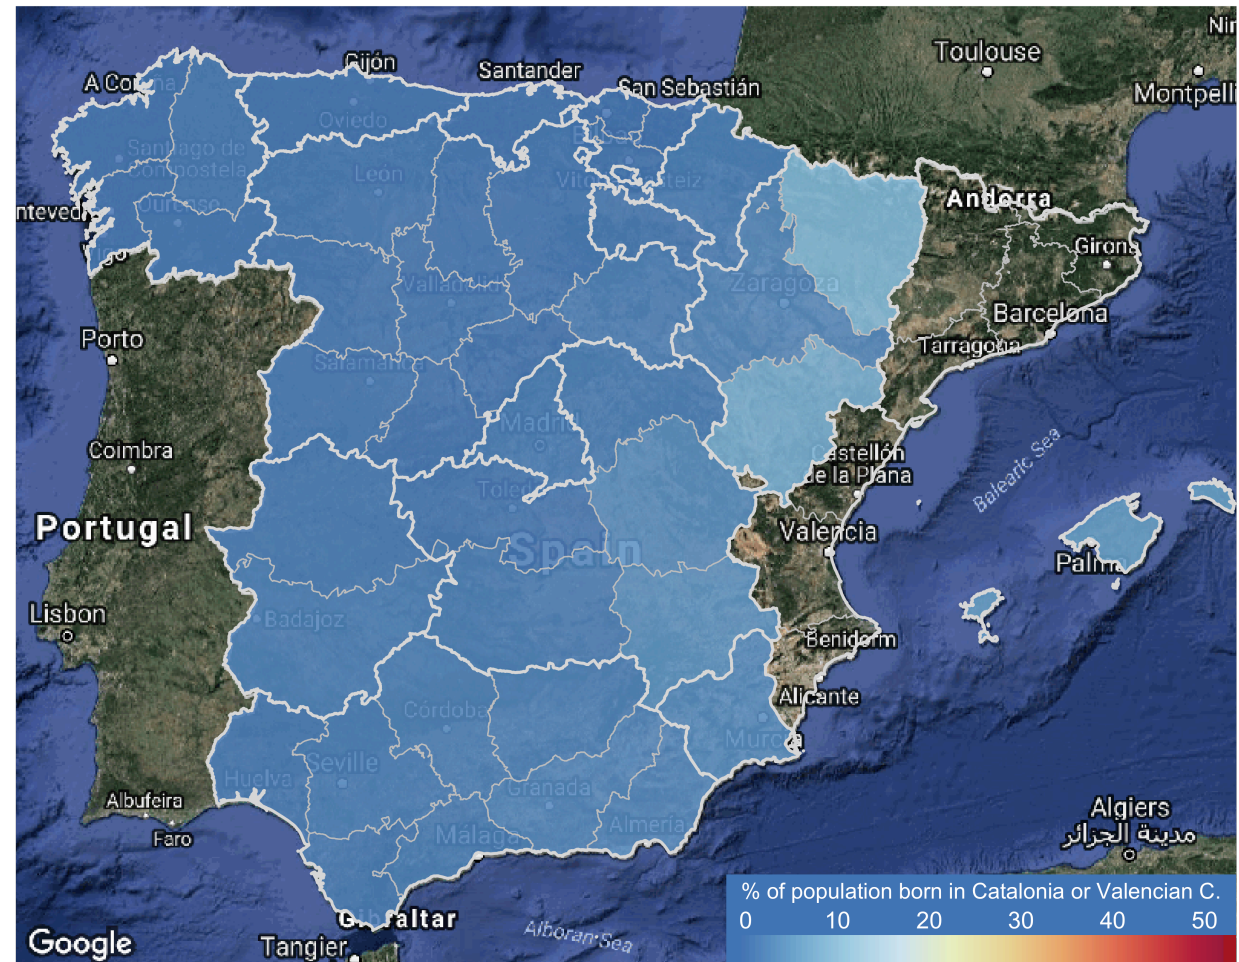 Toulouse
Montpelli
Gijón
Santander
San Sebastián
A Coruña
Oviedo
Santiago de
Compostela
León
Ourense
Andorra
Girona
Barcelona
Tarragona
Zaragoza
Valladolid
Porto
Salamanca
Madrid
Coimbra
Castellón
de la Plana
Balearic Sea
Toledo
Portugal
Spain
Valencia
Palma
Lisbon
Badajoz
Benidorm
Alicante
Córdoba
Murcia
Seville
Huelva
Granada
Albufeira
Almería
Málaga
Faro
Algiers
مدينة الجزائر
% of population born in Catalonia or Valencian C.
0 10 20 30 40 50
Gibraltar
Alboran Sea
Google
Tangier